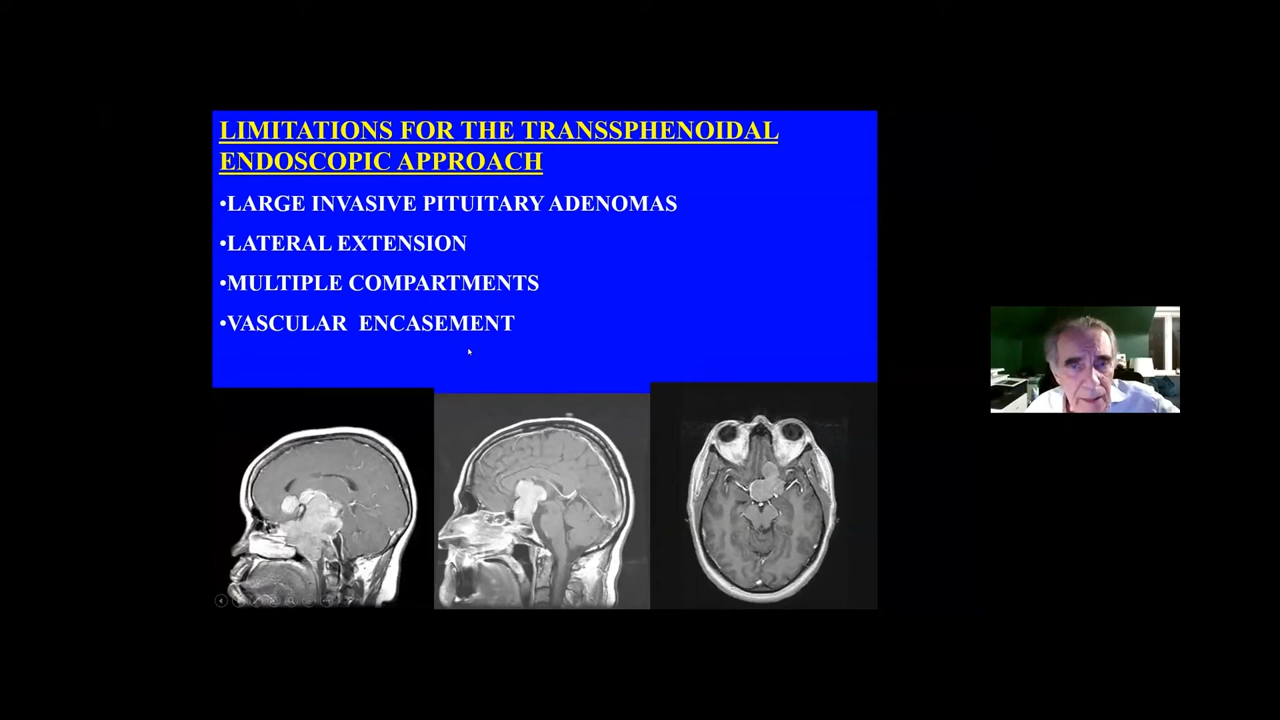 LIMITATIONS FOR THE TRANSSPHENOIDAL
ENDOSCOPIC APPROACH
•LARGE INVASIVE PITUITARY ADENOMAS
•LATERAL EXTENSION
•MULTIPLE COMPARTMENTS
•VASCULAR ENCASEMENT